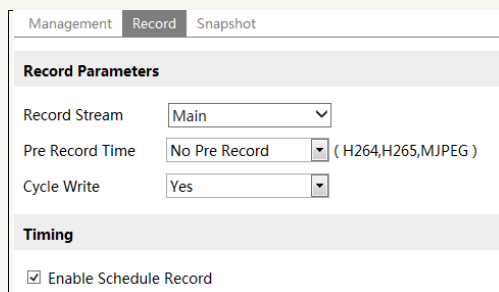 Management Record Snapshot
Record Parameters
Record Stream Main
Pre Record Time No Pre Record ( H264,H265,MJPEG )
Cycle Write Yes
Timing
Enable Schedule Record